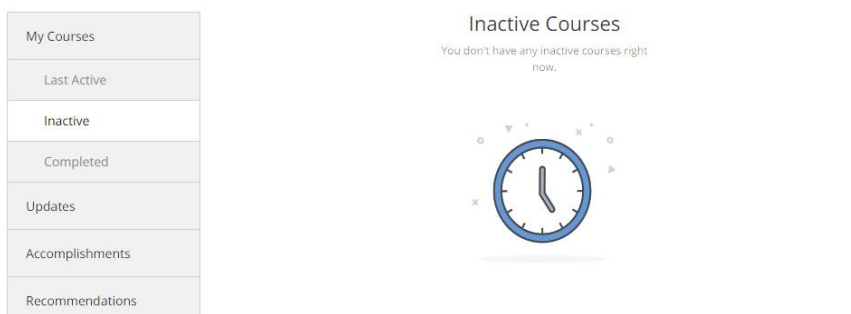 My Courses
Last Active
Inactive
Completed
Updates
Accomplishments
Recommendations
Inactive Courses
You don't have any inactive courses right
now.